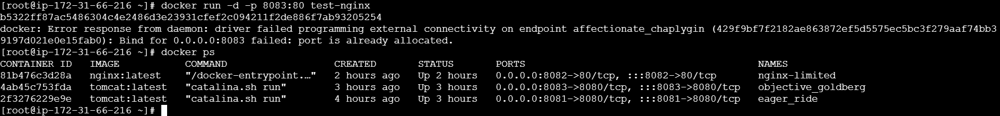 [root@ip-172-31-66-216 ~]# docker run -d -p 8083:80 test-nginx
b5322ff87ac5486304c4e2486d3e23931cfef2c094211f2de886f7ab93205254
docker: Error response from daemon: driver failed programming external connectivity on endpoint affectionate_chaplygin (429f9bf7f2182ae863872ef5d5575ec5bc3f279aaf74bb3
9197d021e0e15fab0): Bind for 0.0.0.0:8083 failed: port is already allocated.
[root@ip-172-31-66-216 ~]# docker ps
CONTAINER ID   IMAGE           COMMAND                  CREATED       STATUS       PORTS                                       NAMES
81b476c3d28a   nginx:latest    "/docker-entrypoint.…"   2 hours ago   Up 2 hours   0.0.0.0:8082->80/tcp, :::8082->80/tcp       nginx-limited
4ab45c753fda   tomcat:latest   "catalina.sh run"        3 hours ago   Up 3 hours   0.0.0.0:8083->8080/tcp, :::8083->8080/tcp   objective_goldberg
2f3276229e9e   tomcat:latest   "catalina.sh run"        4 hours ago   Up 3 hours   0.0.0.0:8081->8080/tcp, :::8081->8080/tcp   eager_ride
[root@ip-172-31-66-216 ~]#